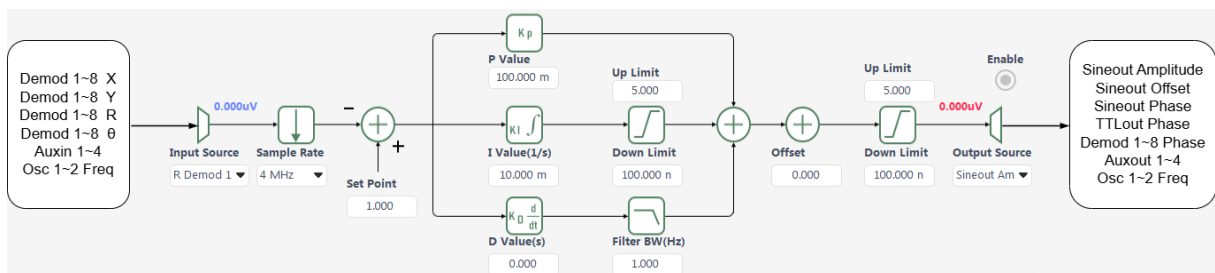 Demod 1~8 X
Demod 1~8 Y
Demod 1~8 R
Demod 1~8 θ
Auxin 1~4
Osc 1~2 Freq
0.000uV
Input Source
R Demod 1
Sample Rate
4 MHz
−
+
Set Point
1.000
Kp
P Value
100.000 m
KI ∫
I Value(1/s)
10.000 m
KD d/dt
D Value(s)
0.000
Up Limit
5.000
Down Limit
100.000 n
Filter BW(Hz)
1.000
Offset
0.000
Up Limit
5.000
Down Limit
100.000 n
Enable
0.000uV
Output Source
Sineout Am
Sineout Amplitude
Sineout Offset
Sineout Phase
TTLout Phase
Demod 1~8 Phase
Auxout 1~4
Osc 1~2 Freq